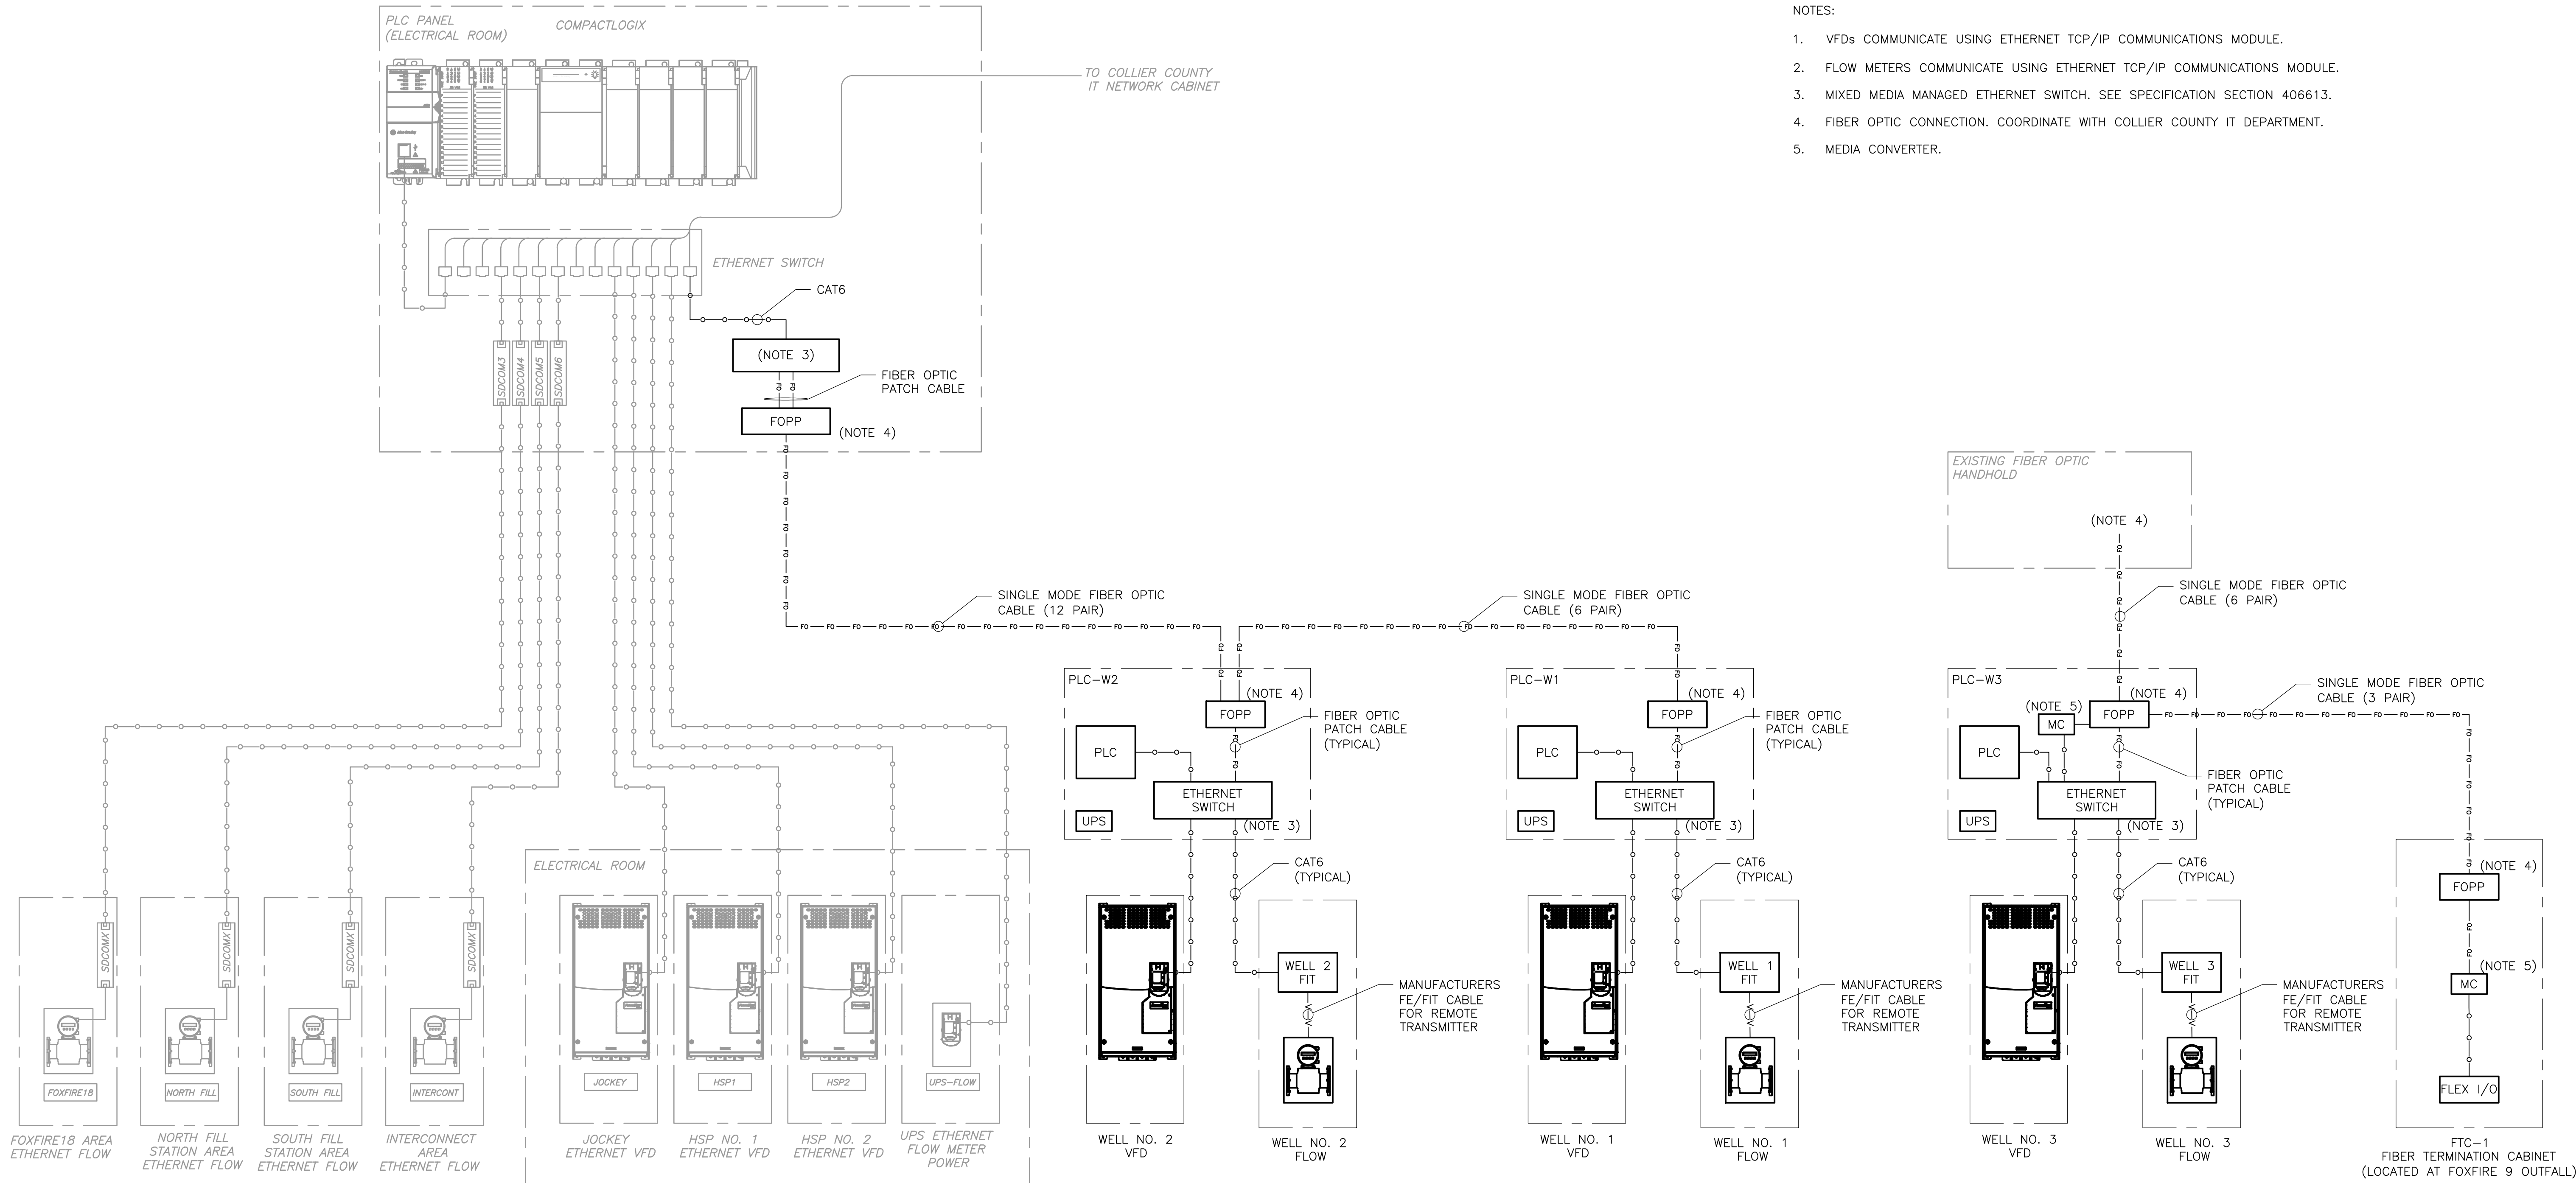 PLC PANEL
(ELECTRICAL ROOM)
COMPACTLOGIX
TO COLLIER COUNTY
IT NETWORK CABINET
ETHERNET SWITCH
CAT6
(NOTE 3)
FIBER OPTIC
PATCH CABLE
FOPP
(NOTE 4)
SDCOM3
SDCOM4
SDCOM5
SDCOM6
NOTES:
1. VFDs COMMUNICATE USING ETHERNET TCP/IP COMMUNICATIONS MODULE.
2. FLOW METERS COMMUNICATE USING ETHERNET TCP/IP COMMUNICATIONS MODULE.
3. MIXED MEDIA MANAGED ETHERNET SWITCH. SEE SPECIFICATION SECTION 406613.
4. FIBER OPTIC CONNECTION. COORDINATE WITH COLLIER COUNTY IT DEPARTMENT.
5. MEDIA CONVERTER.
EXISTING FIBER OPTIC
HANDHOLD
(NOTE 4)
SINGLE MODE FIBER OPTIC
CABLE (12 PAIR)
SINGLE MODE FIBER OPTIC
CABLE (6 PAIR)
SINGLE MODE FIBER OPTIC
CABLE (6 PAIR)
SINGLE MODE FIBER OPTIC
CABLE (3 PAIR)
PLC-W2
(NOTE 4)
FOPP
FIBER OPTIC
PATCH CABLE
(TYPICAL)
PLC
ETHERNET
SWITCH
UPS
(NOTE 3)
CAT6
(TYPICAL)
WELL 2
FIT
MANUFACTURERS
FE/FIT CABLE
FOR REMOTE
TRANSMITTER
WELL NO. 2
VFD
WELL NO. 2
FLOW
PLC-W1
(NOTE 4)
FOPP
FIBER OPTIC
PATCH CABLE
(TYPICAL)
PLC
ETHERNET
SWITCH
UPS
(NOTE 3)
CAT6
(TYPICAL)
WELL 1
FIT
MANUFACTURERS
FE/FIT CABLE
FOR REMOTE
TRANSMITTER
WELL NO. 1
VFD
WELL NO. 1
FLOW
PLC-W3
(NOTE 4)
(NOTE 5)
MC
FOPP
PLC
FIBER OPTIC
PATCH CABLE
(TYPICAL)
ETHERNET
SWITCH
UPS
(NOTE 3)
CAT6
(TYPICAL)
WELL 3
FIT
MANUFACTURERS
FE/FIT CABLE
FOR REMOTE
TRANSMITTER
WELL NO. 3
VFD
WELL NO. 3
FLOW
(NOTE 4)
FOPP
(NOTE 5)
MC
FLEX I/O
FTC-1
FIBER TERMINATION CABINET
(LOCATED AT FOXFIRE 9 OUTFALL)
ELECTRICAL ROOM
SDCOMX
SDCOMX
SDCOMX
SDCOMX
FOXFIRE18
NORTH FILL
SOUTH FILL
INTERCONT
JOCKEY
HSP1
HSP2
UPS-FLOW
FOXFIRE18 AREA
ETHERNET FLOW
NORTH FILL
STATION AREA
ETHERNET FLOW
SOUTH FILL
STATION AREA
ETHERNET FLOW
INTERCONNECT
AREA
ETHERNET FLOW
JOCKEY
ETHERNET VFD
HSP NO. 1
ETHERNET VFD
HSP NO. 2
ETHERNET VFD
UPS ETHERNET
FLOW METER
POWER